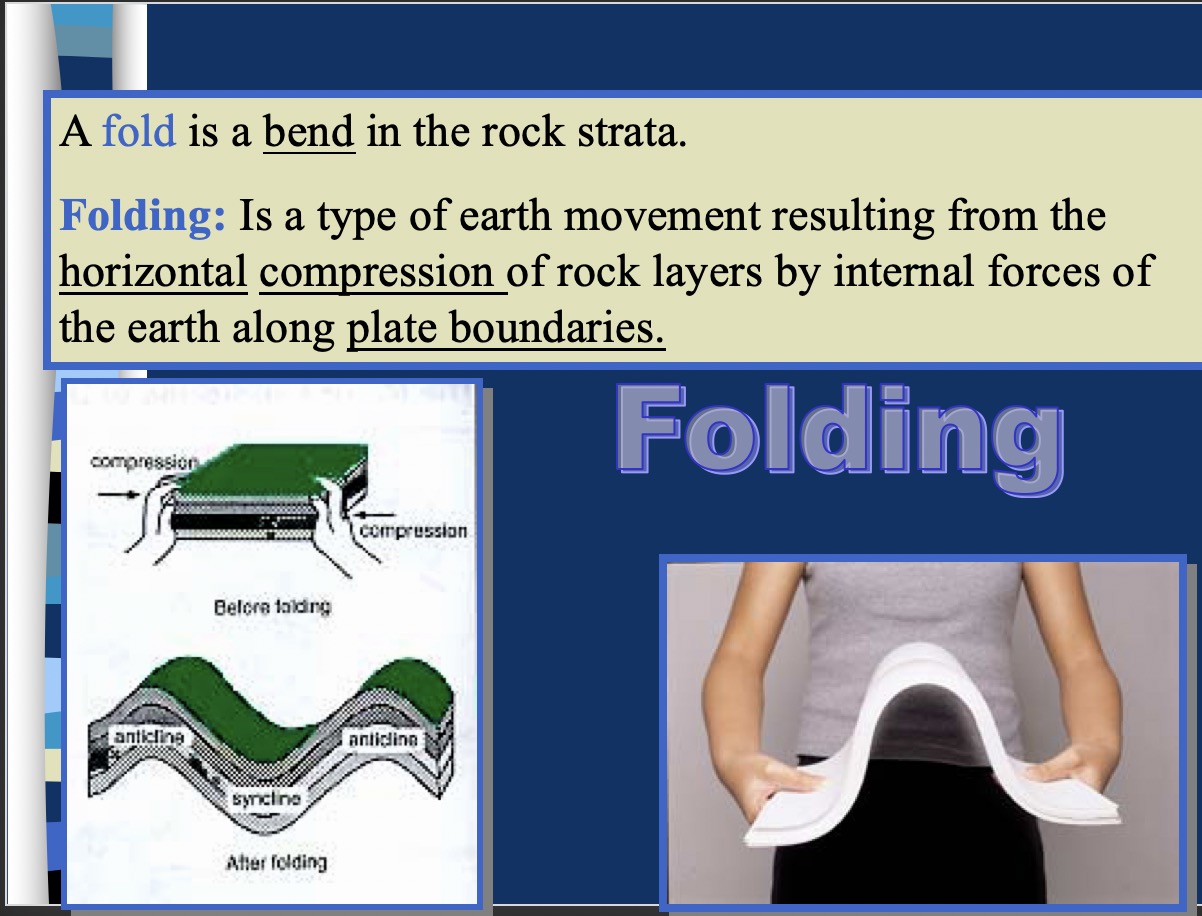 A fold is a bend in the rock strata.
Folding: Is a type of earth movement resulting from the
horizontal compression of rock layers by internal forces of
the earth along plate boundaries.
Folding
compression
compression
Before folding
anticline
anticline
syncline
After folding